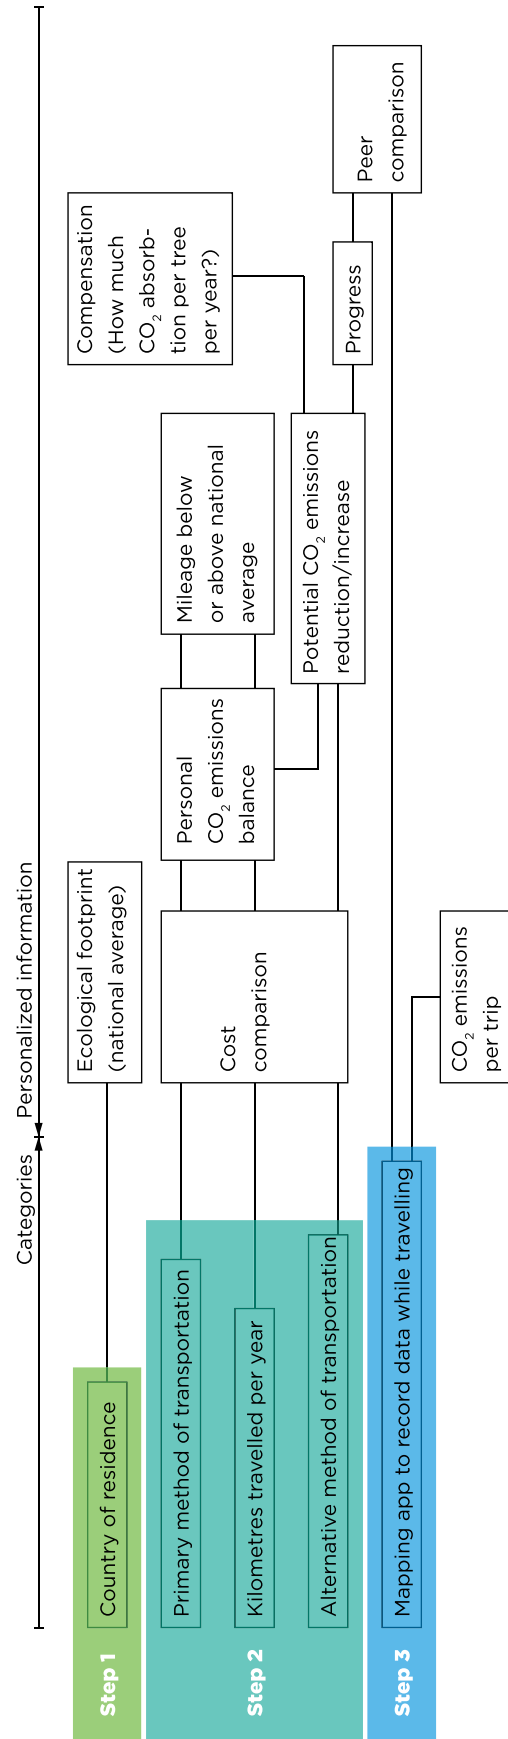 Categories
Personalized information
Step 1
Country of residence
Ecological footprint
(national average)
Compensation
(How much
CO₂ absorb-
tion per tree
per year?)
Step 2
Primary method of transportation
Kilometres travelled per year
Alternative method of transportation
Cost
comparison
Personal
CO₂ emissions
balance
Mileage below
or above national
average
Potential CO₂ emissions
reduction/increase
Progress
Peer
comparison
Step 3
Mapping app to record data while travelling
CO₂ emissions
per trip